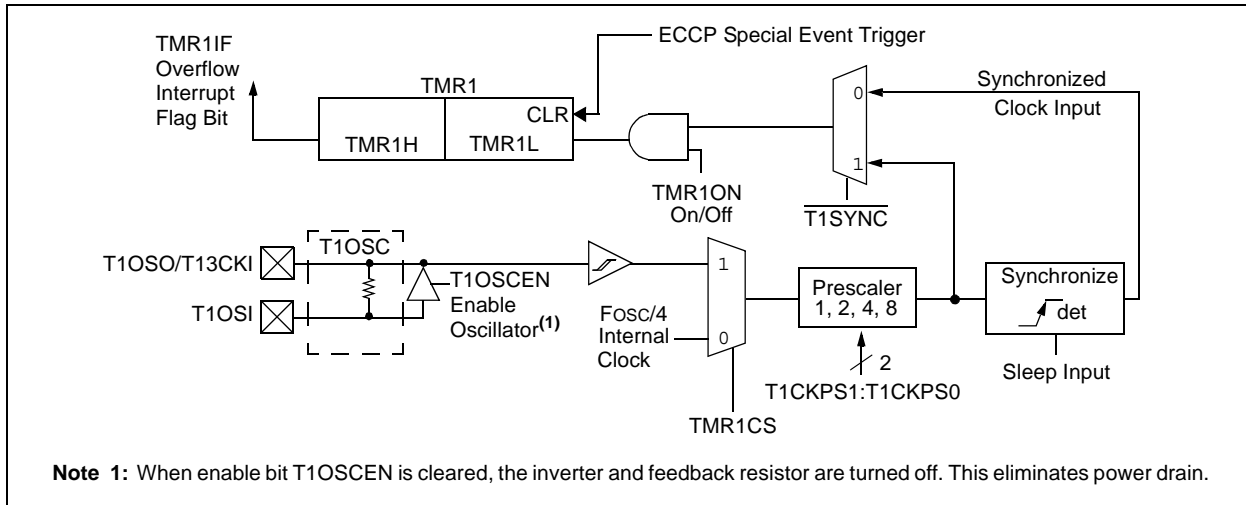 ECCP Special Event Trigger
TMR1IF
Overflow
Interrupt
Flag Bit
TMR1
CLR
TMR1H
TMR1L
TMR1ON
On/Off
0
1
T1SYNC
Synchronized
Clock Input
T1OSO/T13CKI
T1OSI
T1OSC
T1OSCEN
Enable
Oscillator(1)
FOSC/4
Internal
Clock
1
0
TMR1CS
Prescaler
1, 2, 4, 8
2
T1CKPS1:T1CKPS0
Synchronize
det
Sleep Input
Note 1: When enable bit T1OSCEN is cleared, the inverter and feedback resistor are turned off. This eliminates power drain.